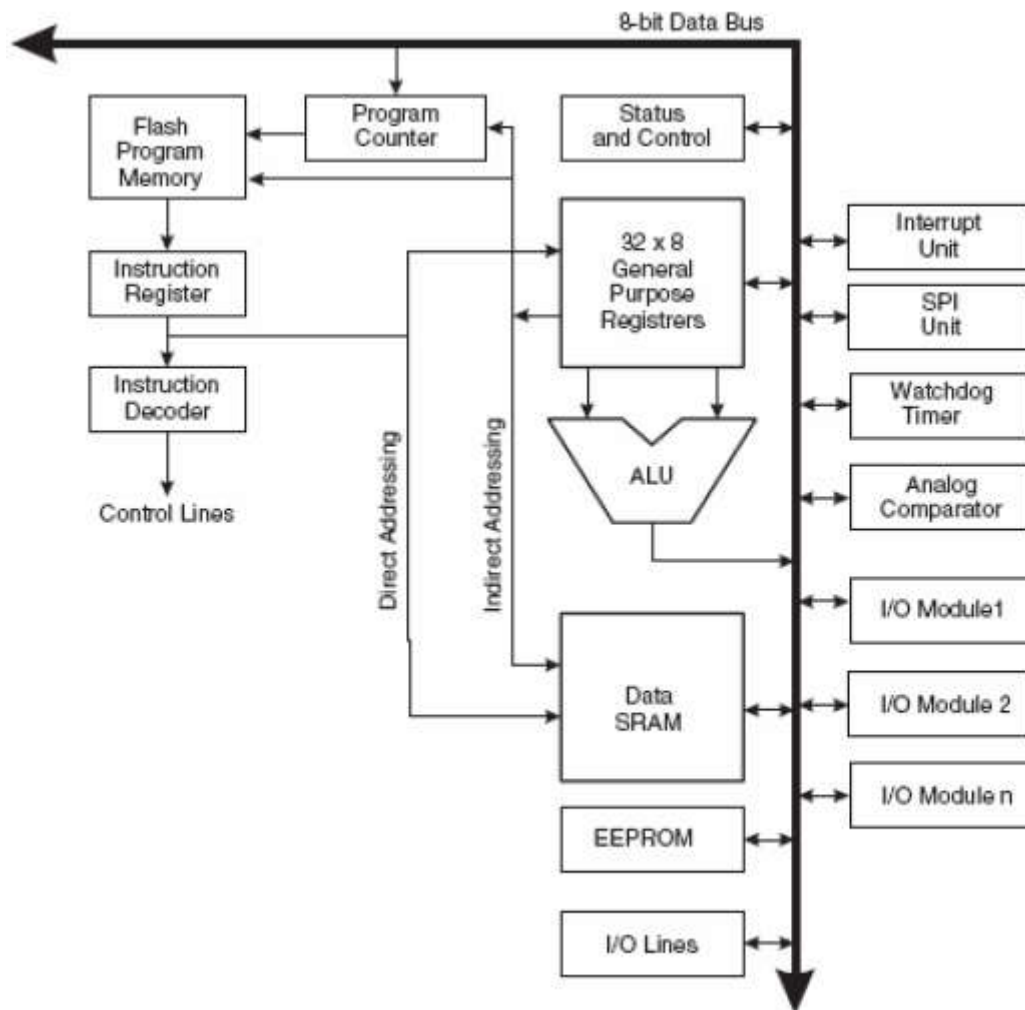 8-bit Data Bus
Flash
Program
Memory
Program
Counter
Status
and Control
Instruction
Register
32 x 8
General
Purpose
Registrers
Interrupt
Unit
SPI
Unit
Instruction
Decoder
Watchdog
Timer
Control Lines
Direct Addressing
Indirect Addressing
ALU
Analog
Comparator
I/O Module1
Data
SRAM
I/O Module 2
I/O Module n
EEPROM
I/O Lines